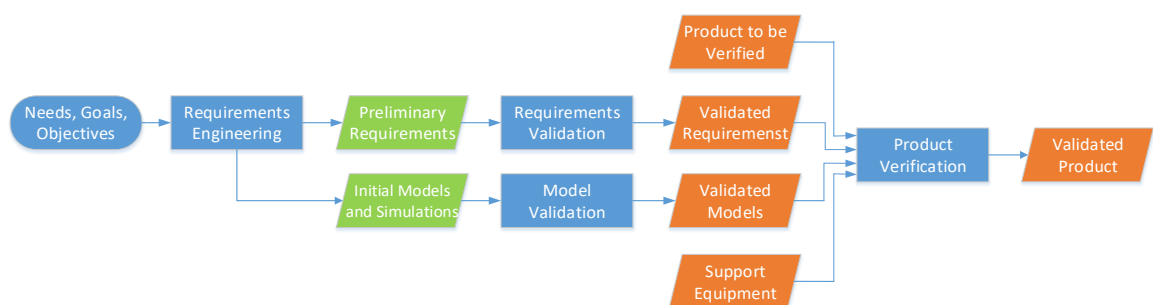 Product to be
Verified
Needs, Goals,
Objectives
Requirements
Engineering
Preliminary
Requirements
Requirements
Validation
Validated
Requiremenst
Product
Verification
Validated
Product
Initial Models
and Simulations
Model
Validation
Validated
Models
Support
Equipment